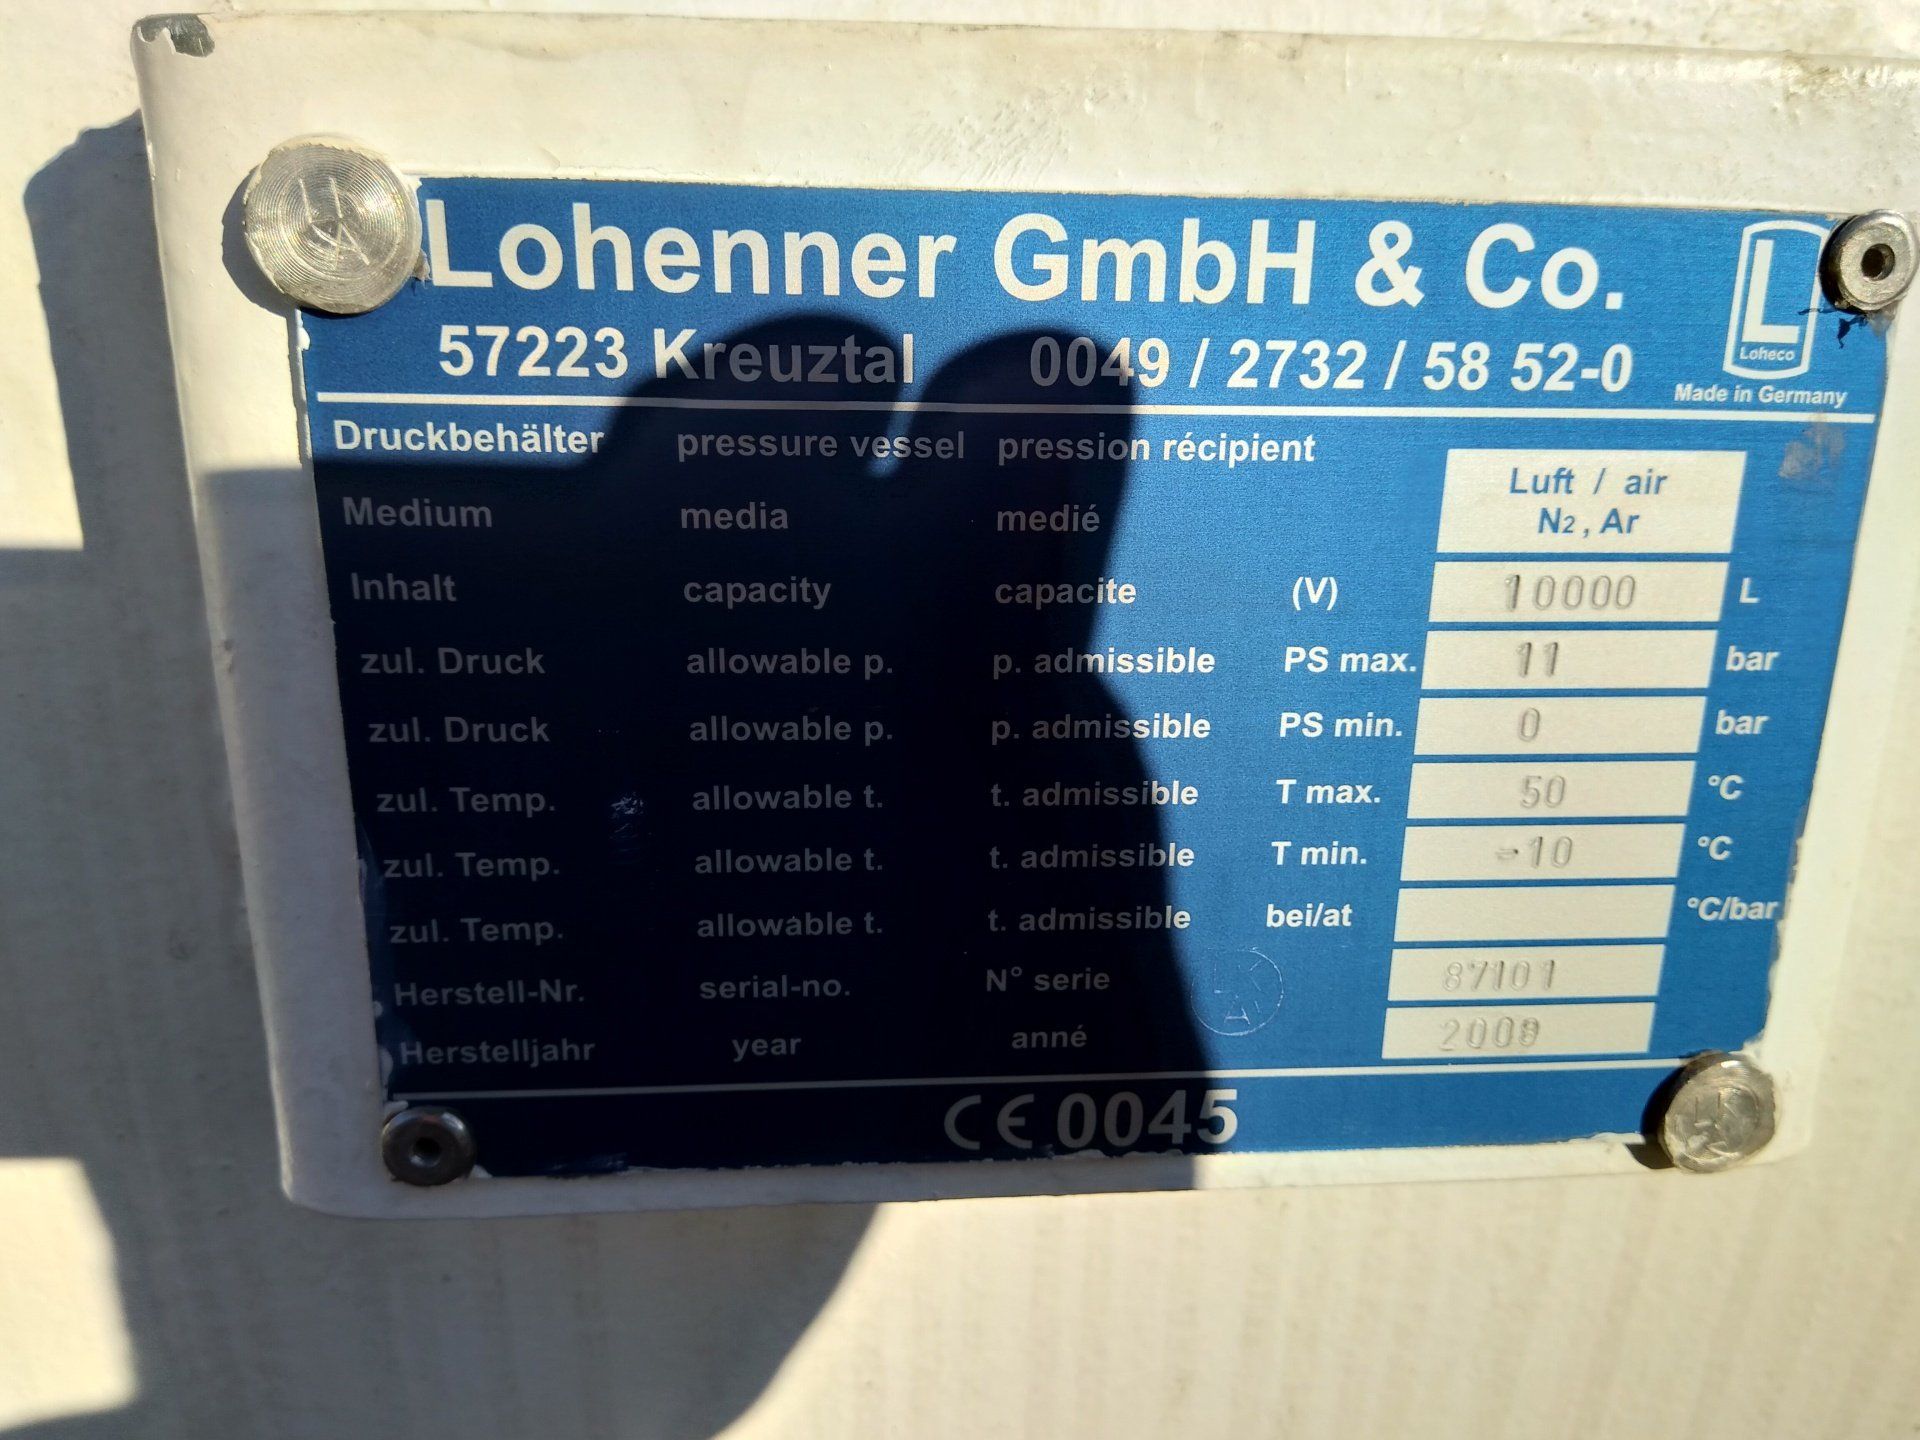 Lohenner GmbH & Co.
57223 Kreuztal 0049 / 2732 / 58 52-0
L
Loheco
Made in Germany
Druckbehälter pressure vessel pression récipient
Medium media medié Luft / air
N2, Ar
Inhalt capacity capacite (V) 10000 L
zul. Druck allowable p. p. admissible PS max. 11 bar
zul. Druck allowable p. p. admissible PS min. 0 bar
zul. Temp. allowable t. t. admissible T max. 50 °C
zul. Temp. allowable t. t. admissible T min. -10 °C
zul. Temp. allowable t. t. admissible bei/at °C/bar
Herstell-Nr. serial-no. N° serie 87101
Herstelljahr year anné
CE 0045